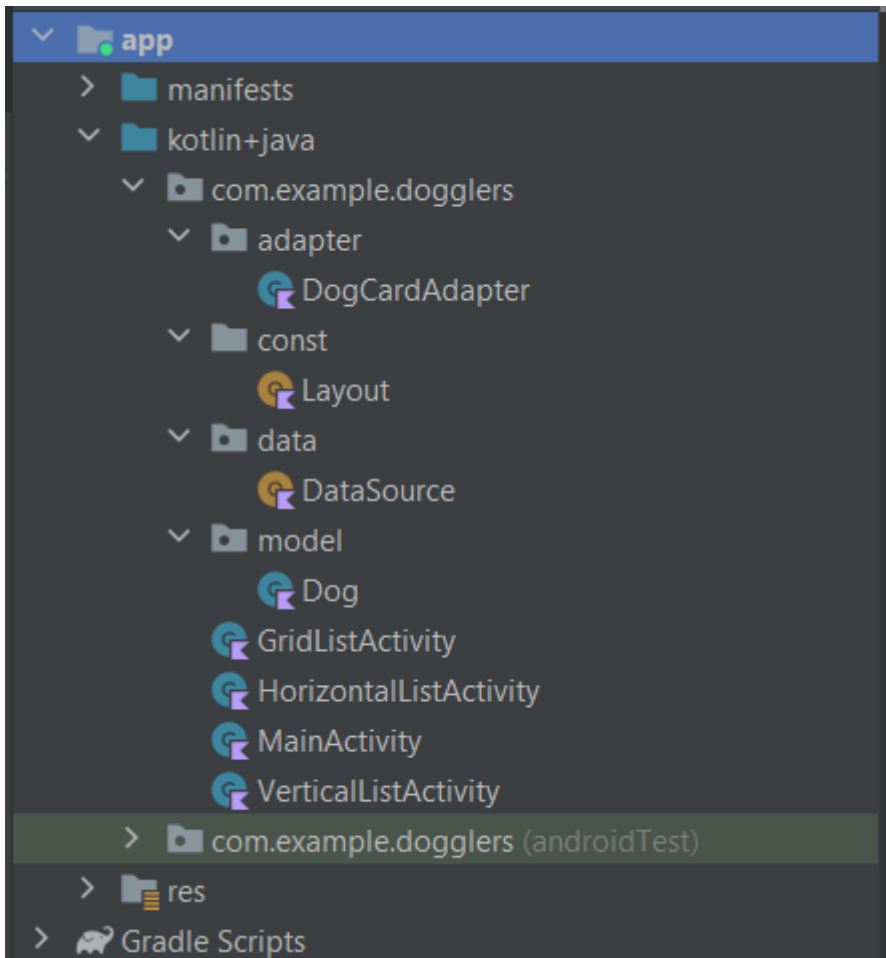 app
manifests
kotlin+java
com.example.dogglers
adapter
DogCardAdapter
const
Layout
data
DataSource
model
Dog
GridListActivity
HorizontalListActivity
MainActivity
VerticalListActivity
com.example.dogglers (androidTest)
res
Gradle Scripts